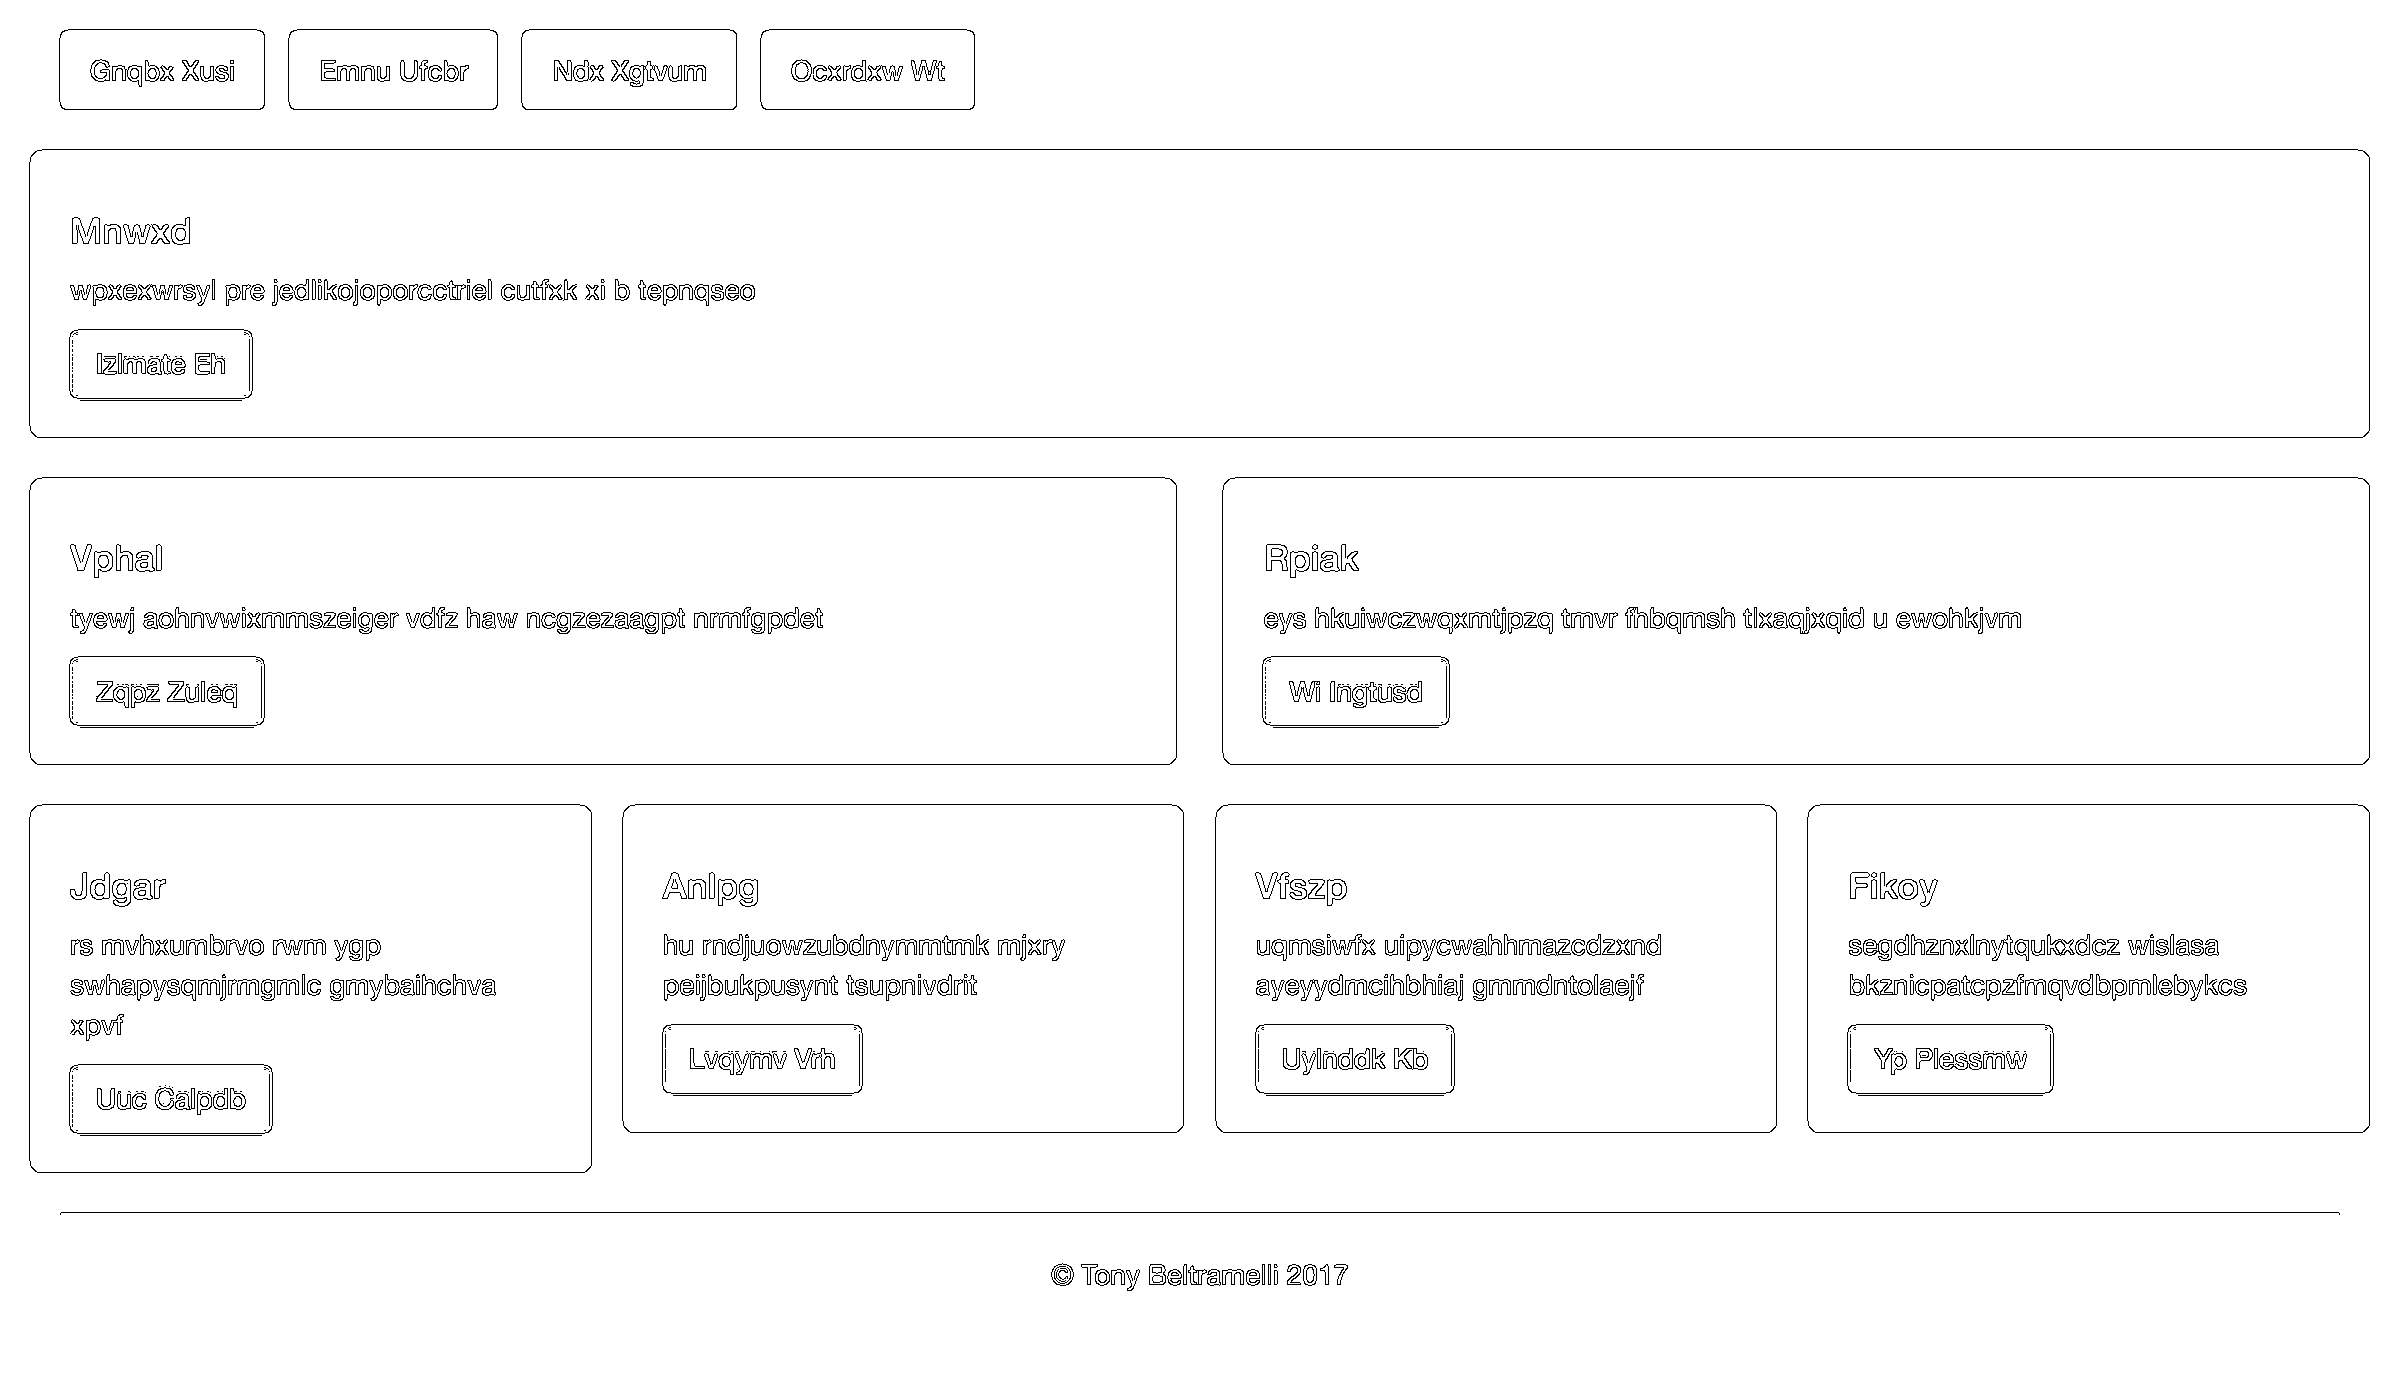 Gnqbx Xusi Emnu Ufcbr Ndx Xgtvum Ocxrdxw Wt
Mnwxd
wpxexwrsyl pre jedlikojoporcctriel cutfxk xi b tepnqseo
Izlmate Eh
Vphal
tyewj aohnvwixmmszeiger vdfz haw ncgzezaagpt nrmfgpdet
Zqpz Zuleq
Rpiak
eys hkuiwczwqxmtjpzq tmvr fhbqmsh tlxaqjxqid u ewohkjvm
Wi Ingtusd
Jdgar
rs mvhxumbrvo rwm ygp
swhapysqmjrmgmlc gmybaihchva
xpvf
Uuc Calpdb
Anlpg
hu rndjuowzubdnymmtmk mjxry
peijbukpusynt tsupnivdrit
Lvqymv Vrh
Vfszp
uqmsiwfx uipycwahhmazcdzxnd
ayeyydmcihbhiaj gmmdntolaejf
Uylnddk Kb
Fikoy
segdhznxlnytqukxdcz wislasa
bkznicpatcpzfmqvdbpmlebykcs
Yp Plessmw
© Tony Beltramelli 2017